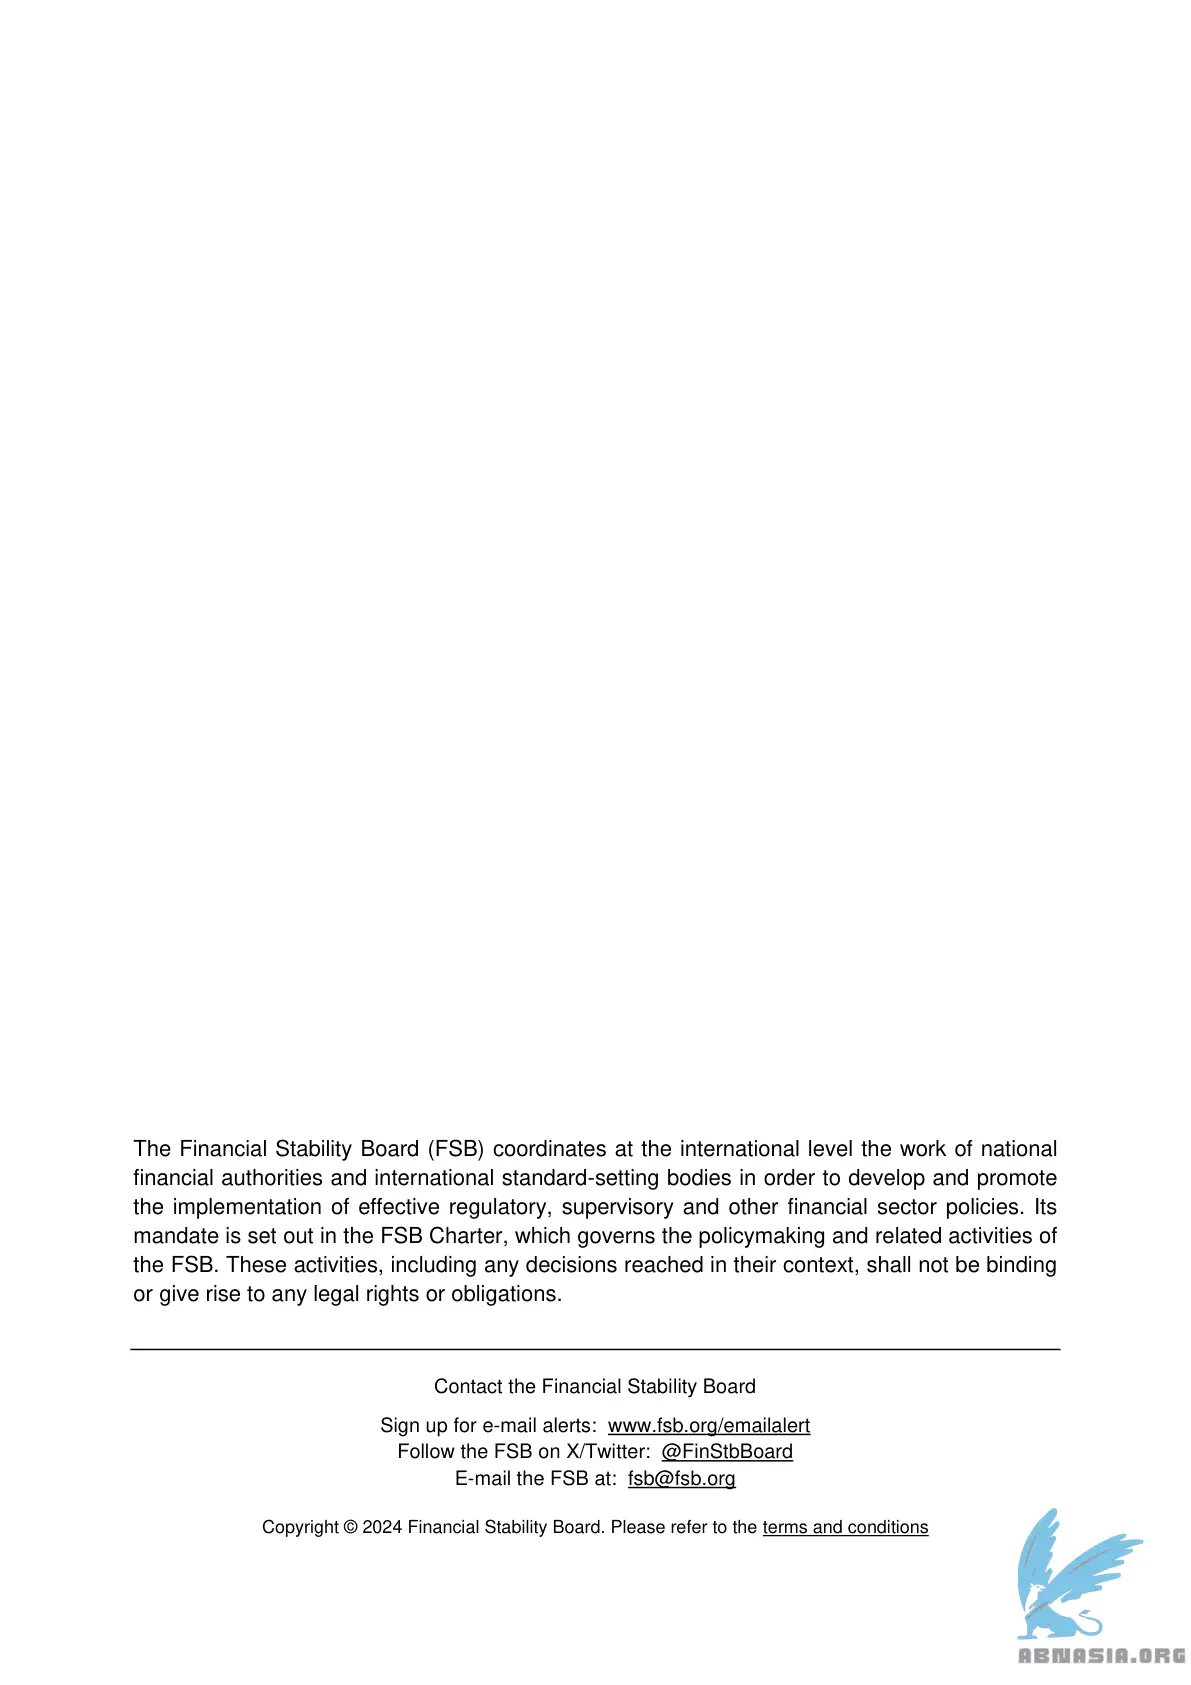 The Financial Stability Board (FSB) coordinates at the international level the work of national
financial authorities and international standard-setting bodies in order to develop and promote
the implementation of effective regulatory, supervisory and other financial sector policies. Its
mandate is set out in the FSB Charter, which governs the policymaking and related activities of
the FSB. These activities, including any decisions reached in their context, shall not be binding
or give rise to any legal rights or obligations.
Contact the Financial Stability Board
Sign up for e-mail alerts: www.fsb.org/emailalert
Follow the FSB on X/Twitter: @FinStbBoard
E-mail the FSB at: fsb@fsb.org
Copyright © 2024 Financial Stability Board. Please refer to the terms and conditions
ABNASIA.ORG